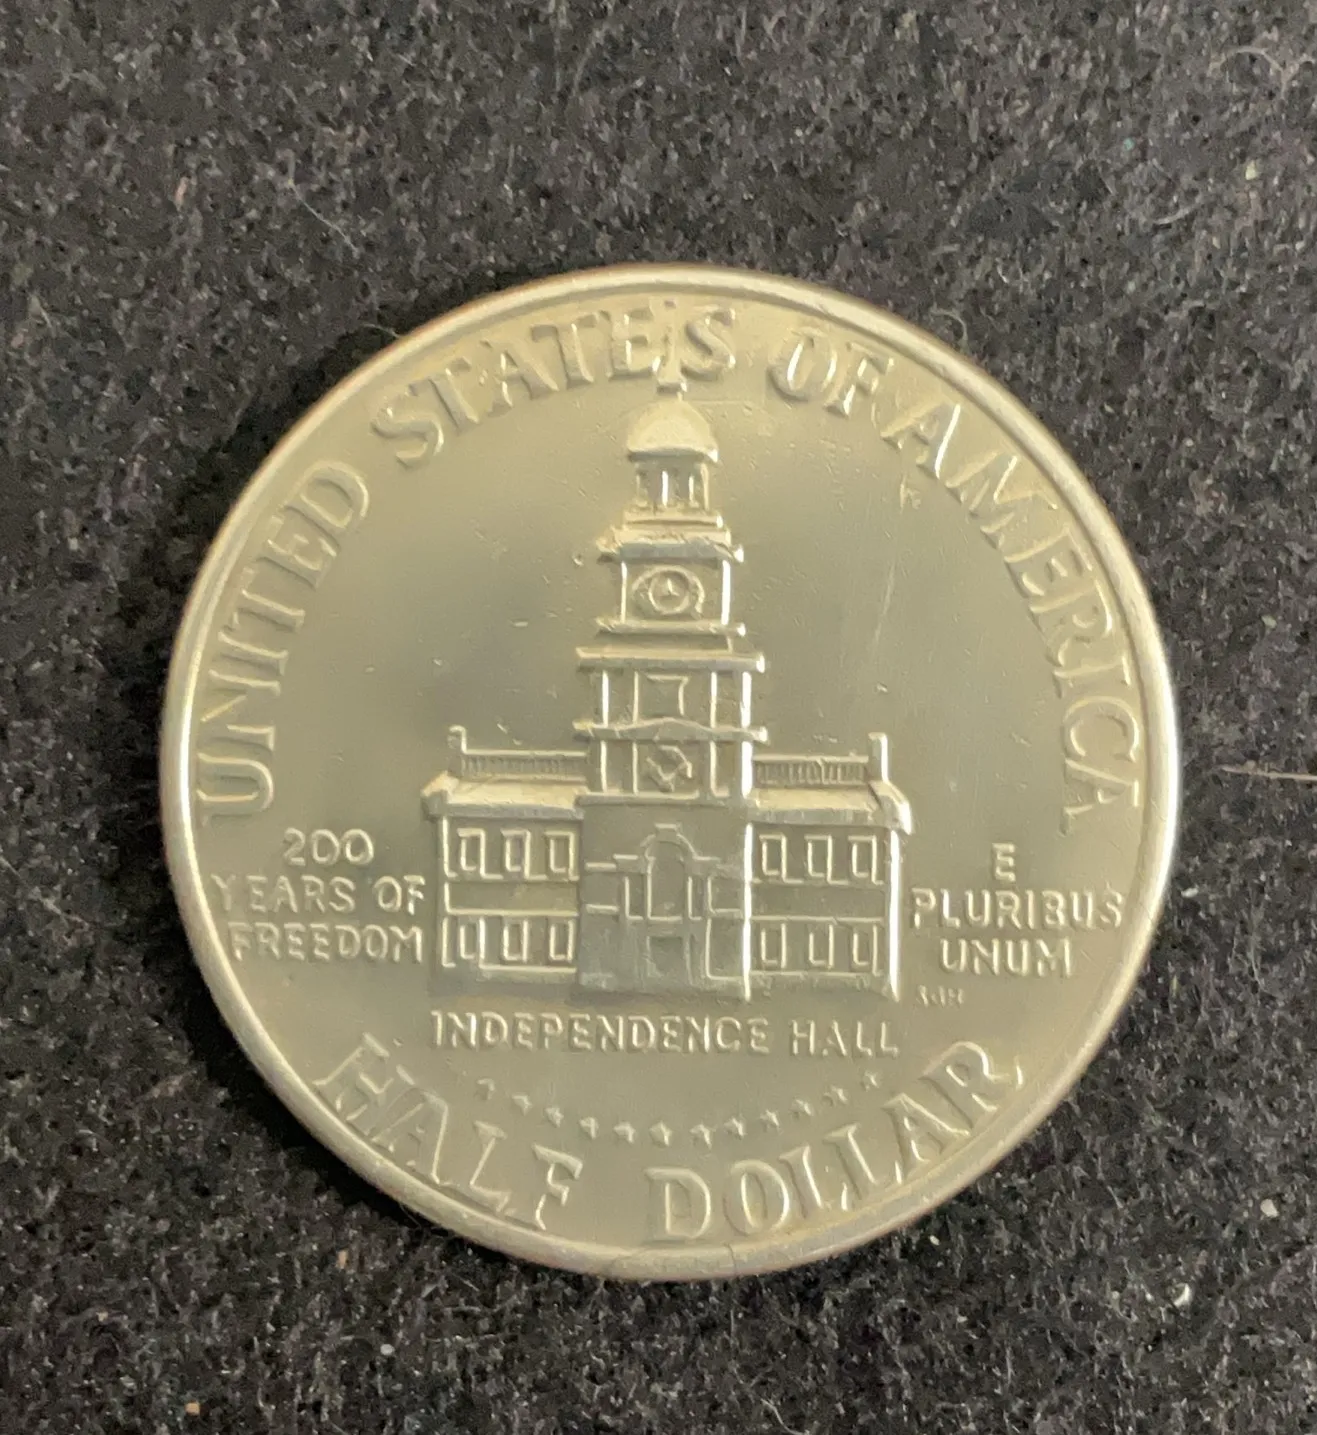 UNITED STATES OF AMERICA
200
YEARS OF
FREEDOM
E
PLURIBUS
UNUM
INDEPENDENCE HALL
HALF DOLLAR